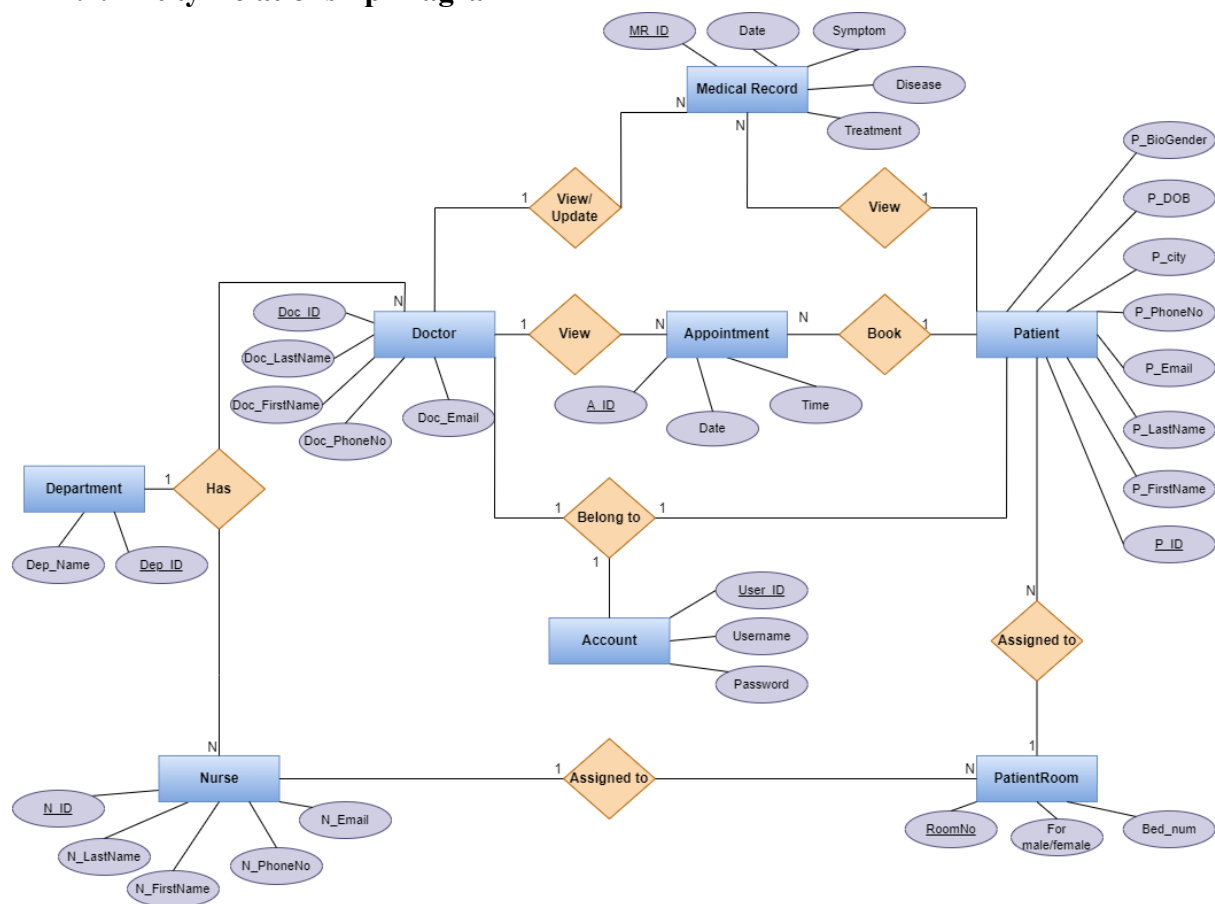 MR_ID
Date
Symptom
Medical Record
Disease
N
N
Treatment
P_BioGender
View/
Update
1
View
1
P_DOB
P_city
N
Doc_ID
Doctor
1
View
N
Appointment
N
Book
1
Patient
P_PhoneNo
Doc_LastName
P_Email
Doc_FirstName
Doc_Email
A_ID
Time
Doc_PhoneNo
Date
P_LastName
Department
1
Has
P_FirstName
1
Belong to
1
Dep_Name
Dep_ID
P_ID
1
User_ID
N
Account
Username
Assigned to
Password
N
1
Nurse
1
Assigned to
N
PatientRoom
N_ID
N_Email
RoomNo
For
male/female
Bed_num
N_LastName
N_PhoneNo
N_FirstName